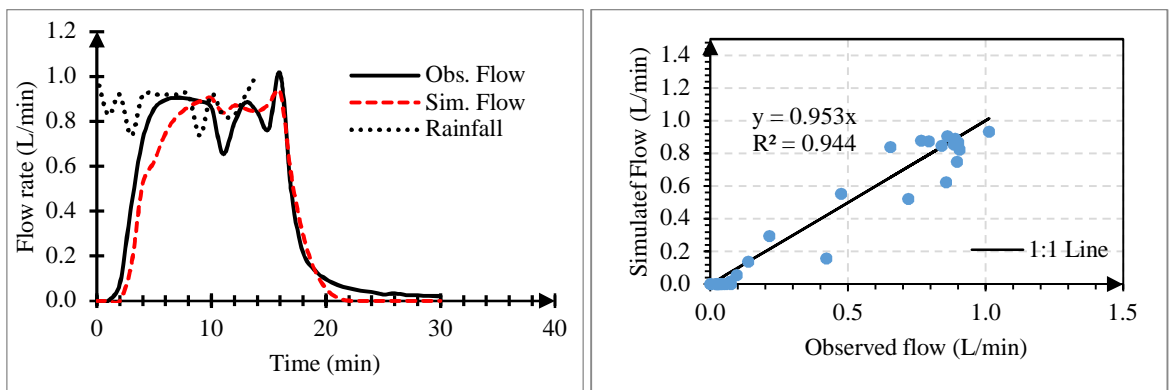 1.2
1.0
0.8
0.6
0.4
0.2
0.0
0
10
20
30
40
Flow rate (L/min)
Time (min)
Obs. Flow
Sim. Flow
Rainfall
1.4
1.2
1.0
0.8
0.6
0.4
0.2
0.0
0.0
0.5
1.0
1.5
Simulatef Flow (L/min)
Observed flow (L/min)
y = 0.953x
R² = 0.944
1:1 Line